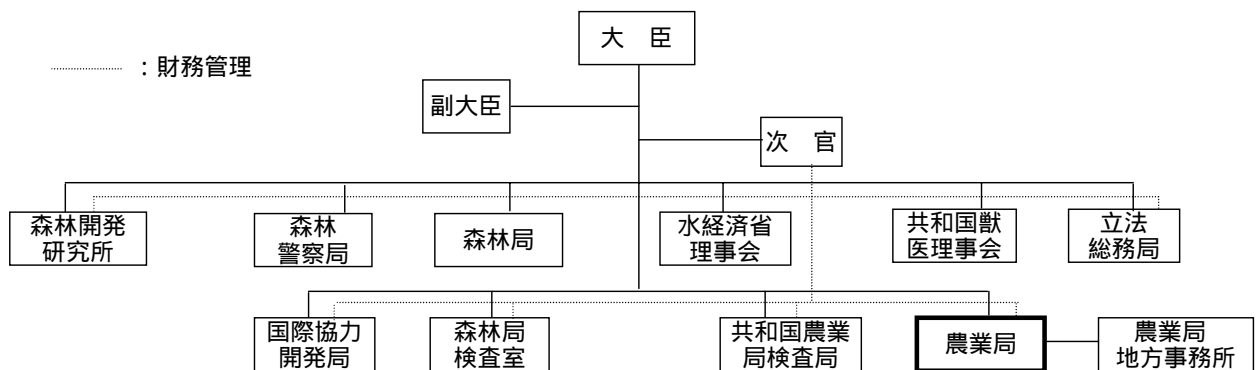 大　臣
：財務管理
副大臣
次　官
森林開発
研究所
森林
警察局
森林局
水経済省
理事会
共和国獣
医理事会
立法
総務局
国際協力
開発局
森林局
検査室
共和国農業
局検査局
農業局
農業局
地方事務所